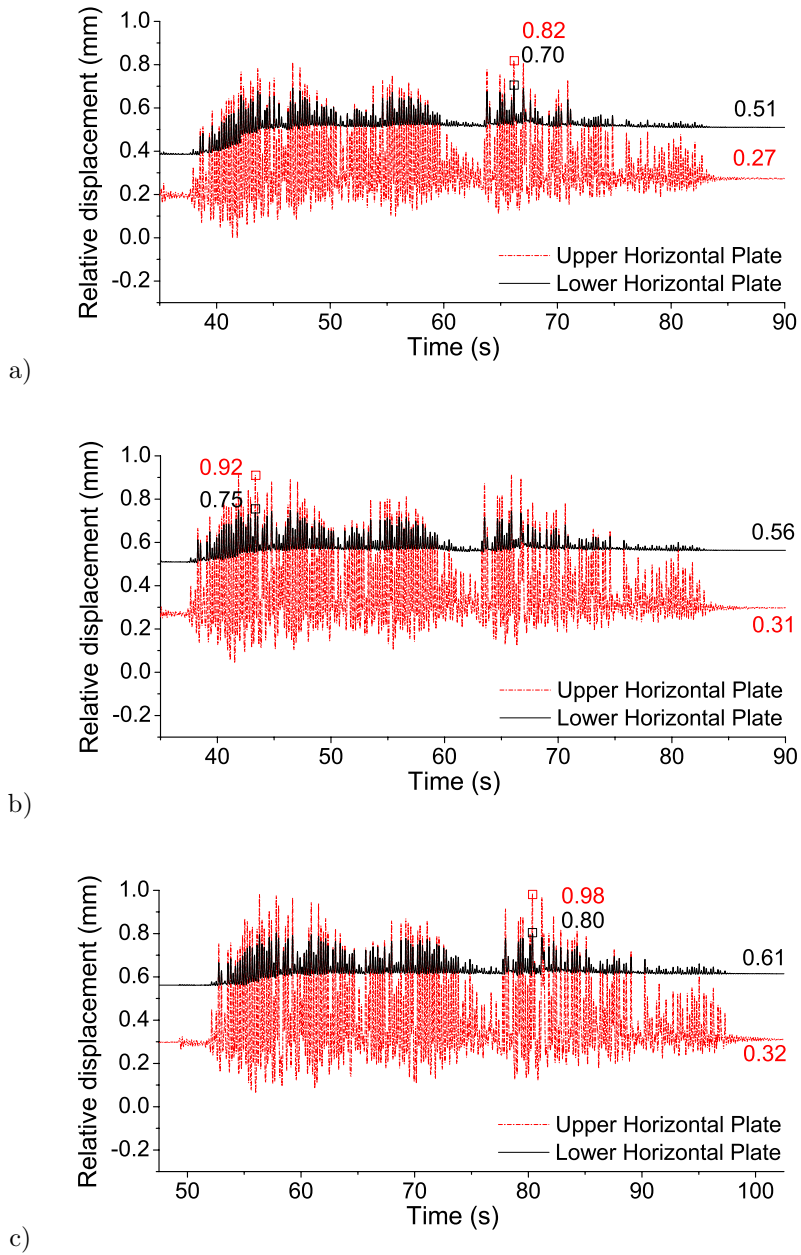 0.82
1.0
0.70
0.8
0.6
0.51
0.4
0.27
0.2
0.0
Upper Horizontal Plate
-0.2
Lower Horizontal Plate
Relative displacement (mm)
40 50 60 70 80 90
Time (s)
a)
1.0
0.92
0.8
0.75
0.6
0.56
0.4
0.31
0.2
0.0
Upper Horizontal Plate
-0.2
Lower Horizontal Plate
Relative displacement (mm)
40 50 60 70 80 90
Time (s)
b)
1.0
0.98
0.80
0.8
0.61
0.6
0.4
0.32
0.2
0.0
Upper Horizontal Plate
-0.2
Lower Horizontal Plate
Relative displacement (mm)
50 60 70 80 90 100
Time (s)
c)